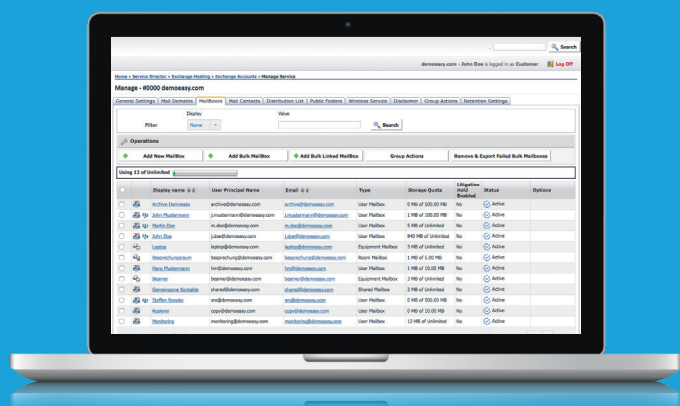 Search
demoeasy.com - John Doe is logged in as: Customer Log Off
Home » Service Director » Exchange Hosting » Exchange Accounts » Manage Service
Manage - #0000 demoeasy.com
General Settings Mail Domains MailBoxes Mail Contacts Distribution List Public Folders Wireless Service Disclaimer Group Actions Retention Settings
Display Value
Filter Name Search
Operations
Add New MailBox Add Bulk MailBox Add Bulk Linked MailBox Group Actions Remove & Export Failed Bulk Mailboxes
Using 12 of Unlimited
Display name User Principal Name Email Type Storage Quota Litigation Hold Enabled Status Options
Archive Demoeasy archive@demoeasy.com archive@demoeasy.com User Mailbox 0 MB of 500.00 MB No Active
John Mustermann j.mustermann@demoeasy.com j.mustermann@demoeasy.com User Mailbox 1 MB of 100.00 MB No Active
Martin Doe m.doe@demoeasy.com m.doe@demoeasy.com User Mailbox 5 MB of Unlimited No Active
John Doe j.doe@demoeasy.com j.doe@demoeasy.com User Mailbox 940 MB of Unlimited No Active
Laptop laptop@demoeasy.com laptop@demoeasy.com Equipment Mailbox 3 MB of Unlimited No Active
Besprechungsraum besprechung@demoeasy.com besprechung@demoeasy.com Room Mailbox 1 MB of 5.00 MB No Active
Hans Mustermann hm@demoeasy.com hm@demoeasy.com User Mailbox 1 MB of 10.00 MB No Active
Beamer beamer@demoeasy.com beamer@demoeasy.com Equipment Mailbox 3 MB of Unlimited No Active
Gemeinsame Kontakte shared@demoeasy.com shared@demoeasy.com Shared Mailbox 2 MB of Unlimited No Active
Steffen sro@demoeasy.com sro@demoeasy.com User Mailbox 0 MB of 500.00 MB No Active
Kopierer copy@demoeasy.com copy@demoeasy.com User Mailbox 0 MB of 10.00 MB No Active
Monitoring monitoring@demoeasy.com monitoring@demoeasy.com User Mailbox 12 MB of Unlimited No Active